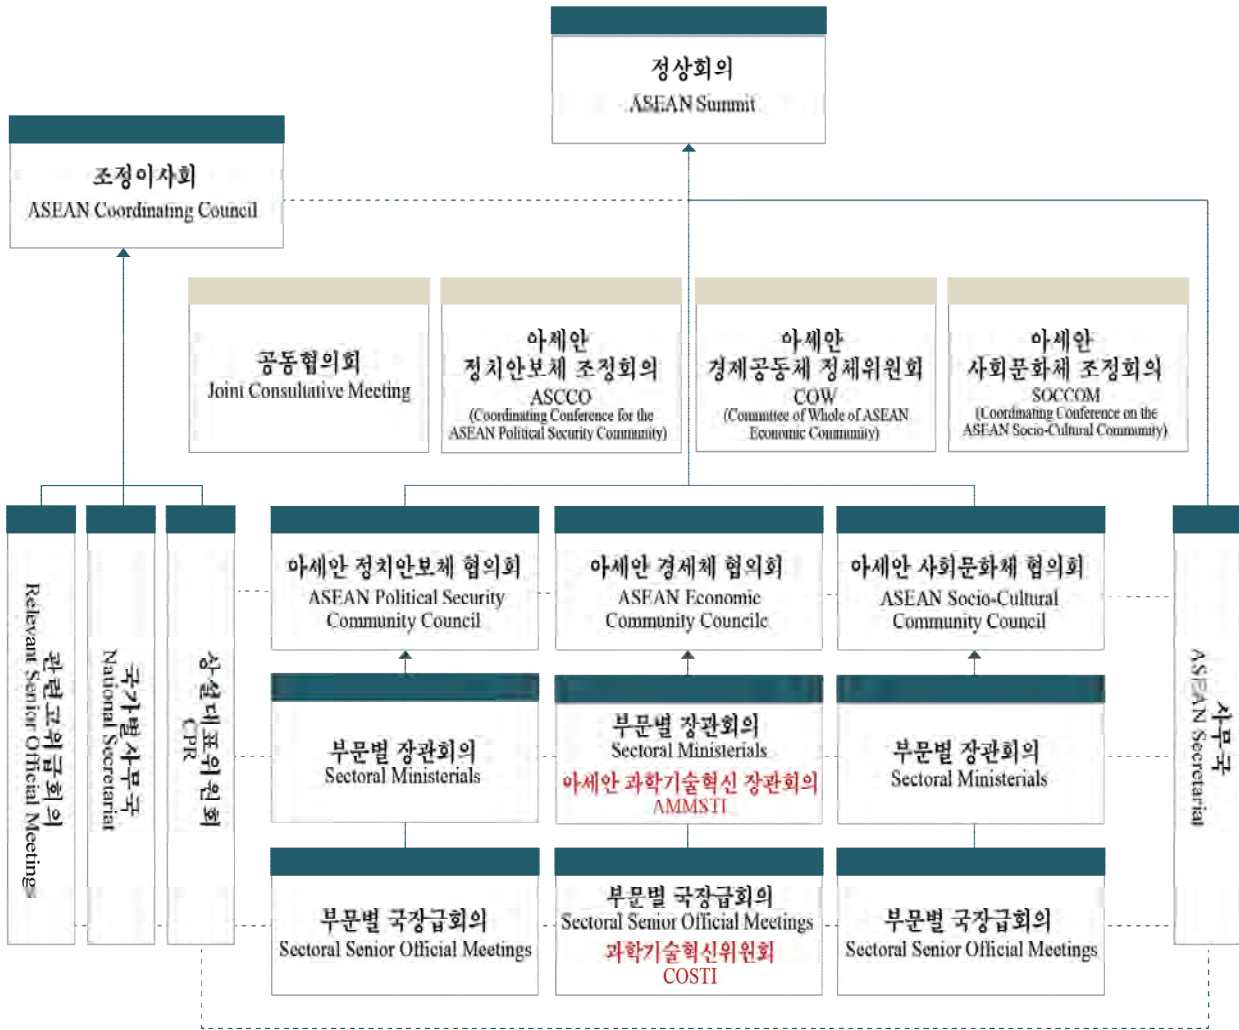 정상회의
ASEAN Summit
조정이사회
ASEAN Coordinating Council
공동협의회
Joint Consultative Meeting
아세안
정치안보체 조정회의
ASCCO
(Coordinating Conference for the
ASEAN Political Security Community)
아세안
경제공동체 정체위원회
COW
(Committee of Whole of ASEAN
Economic Community)
아세안
사회문화체 조정회의
SOCCOM
(Coordinating Conference on the
ASEAN Socio-Cultural Community)
관련고위급회의
Relevant Senior Official Meetings
국가별사무국
National Secretariat
상설대표위원회
CPR
아세안 정치안보체 협의회
ASEAN Political Security
Community Council
아세안 경세체 협의회
ASEAN Economic
Community Councilc
아세안 사회문화체 협의회
ASEAN Socio-Cultural
Community Council
사무국
ASEAN Secretarial
부문별 장관회의
Sectoral Ministerials
부문별 장관회의
Sectoral Ministerials
아세안 과학기술혁신 장관회의
AMMSTI
부문별 장관회의
Sectoral Ministerials
부문별 국장급회의
Sectoral Senior Official Meetings
부문별 국장급회의
Sectoral Senior Official Meetings
과학기술혁신위원회
COSTI
부문별 국장급회의
Sectoral Senior Official Meetings